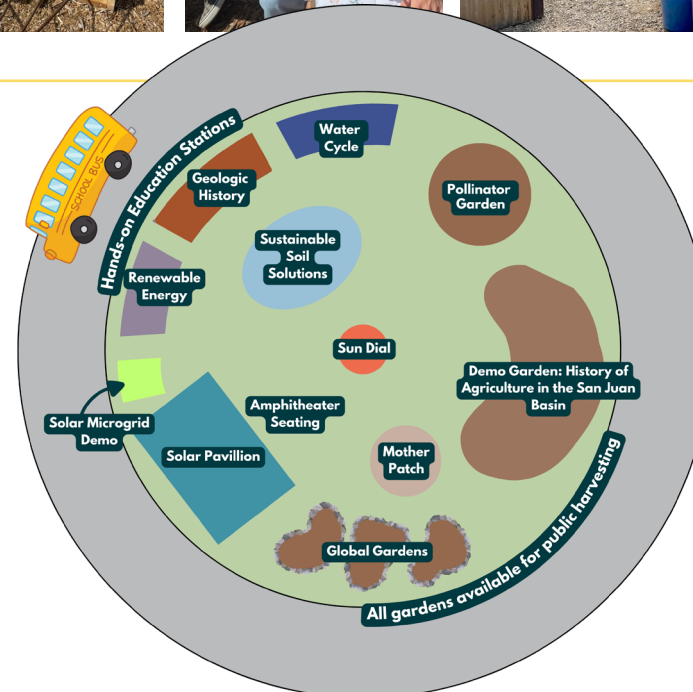 Hands-on Education Stations
SCHOOL BUS
Water
Cycle
Geologic
History
Pollinator
Garden
Sustainable
Soil
Solutions
Renewable
Energy
Sun Dial
Demo Garden: History of
Agriculture in the San Juan
Basin
Amphitheater
Seating
Solar Microgrid
Demo
Solar Pavillion
Mother
Patch
Global Gardens
All gardens available for public harvesting